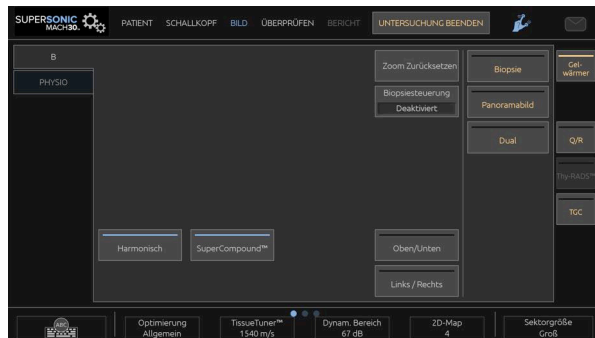 SUPERSONIC
MACH30.
PATIENT SCHALLKOPF BILD ÜBERPRÜFEN BERICHT UNTERSUCHUNG BEENDEN
B
PHYSIO
Zoom Zurücksetzen
Biopsiesteuerung
Deaktiviert
Biopsie
Panoramabild
Dual
Gel-
wärmer
Q/R
Thy-RADS™
TGC
Harmonisch
SuperCompound™
Oben/Unten
Links / Rechts
ABC
Optimierung
Allgemein
TissueTuner™
1540 m/s
Dynam. Bereich
67 dB
2D-Map
4
Sektorgröße
Groß